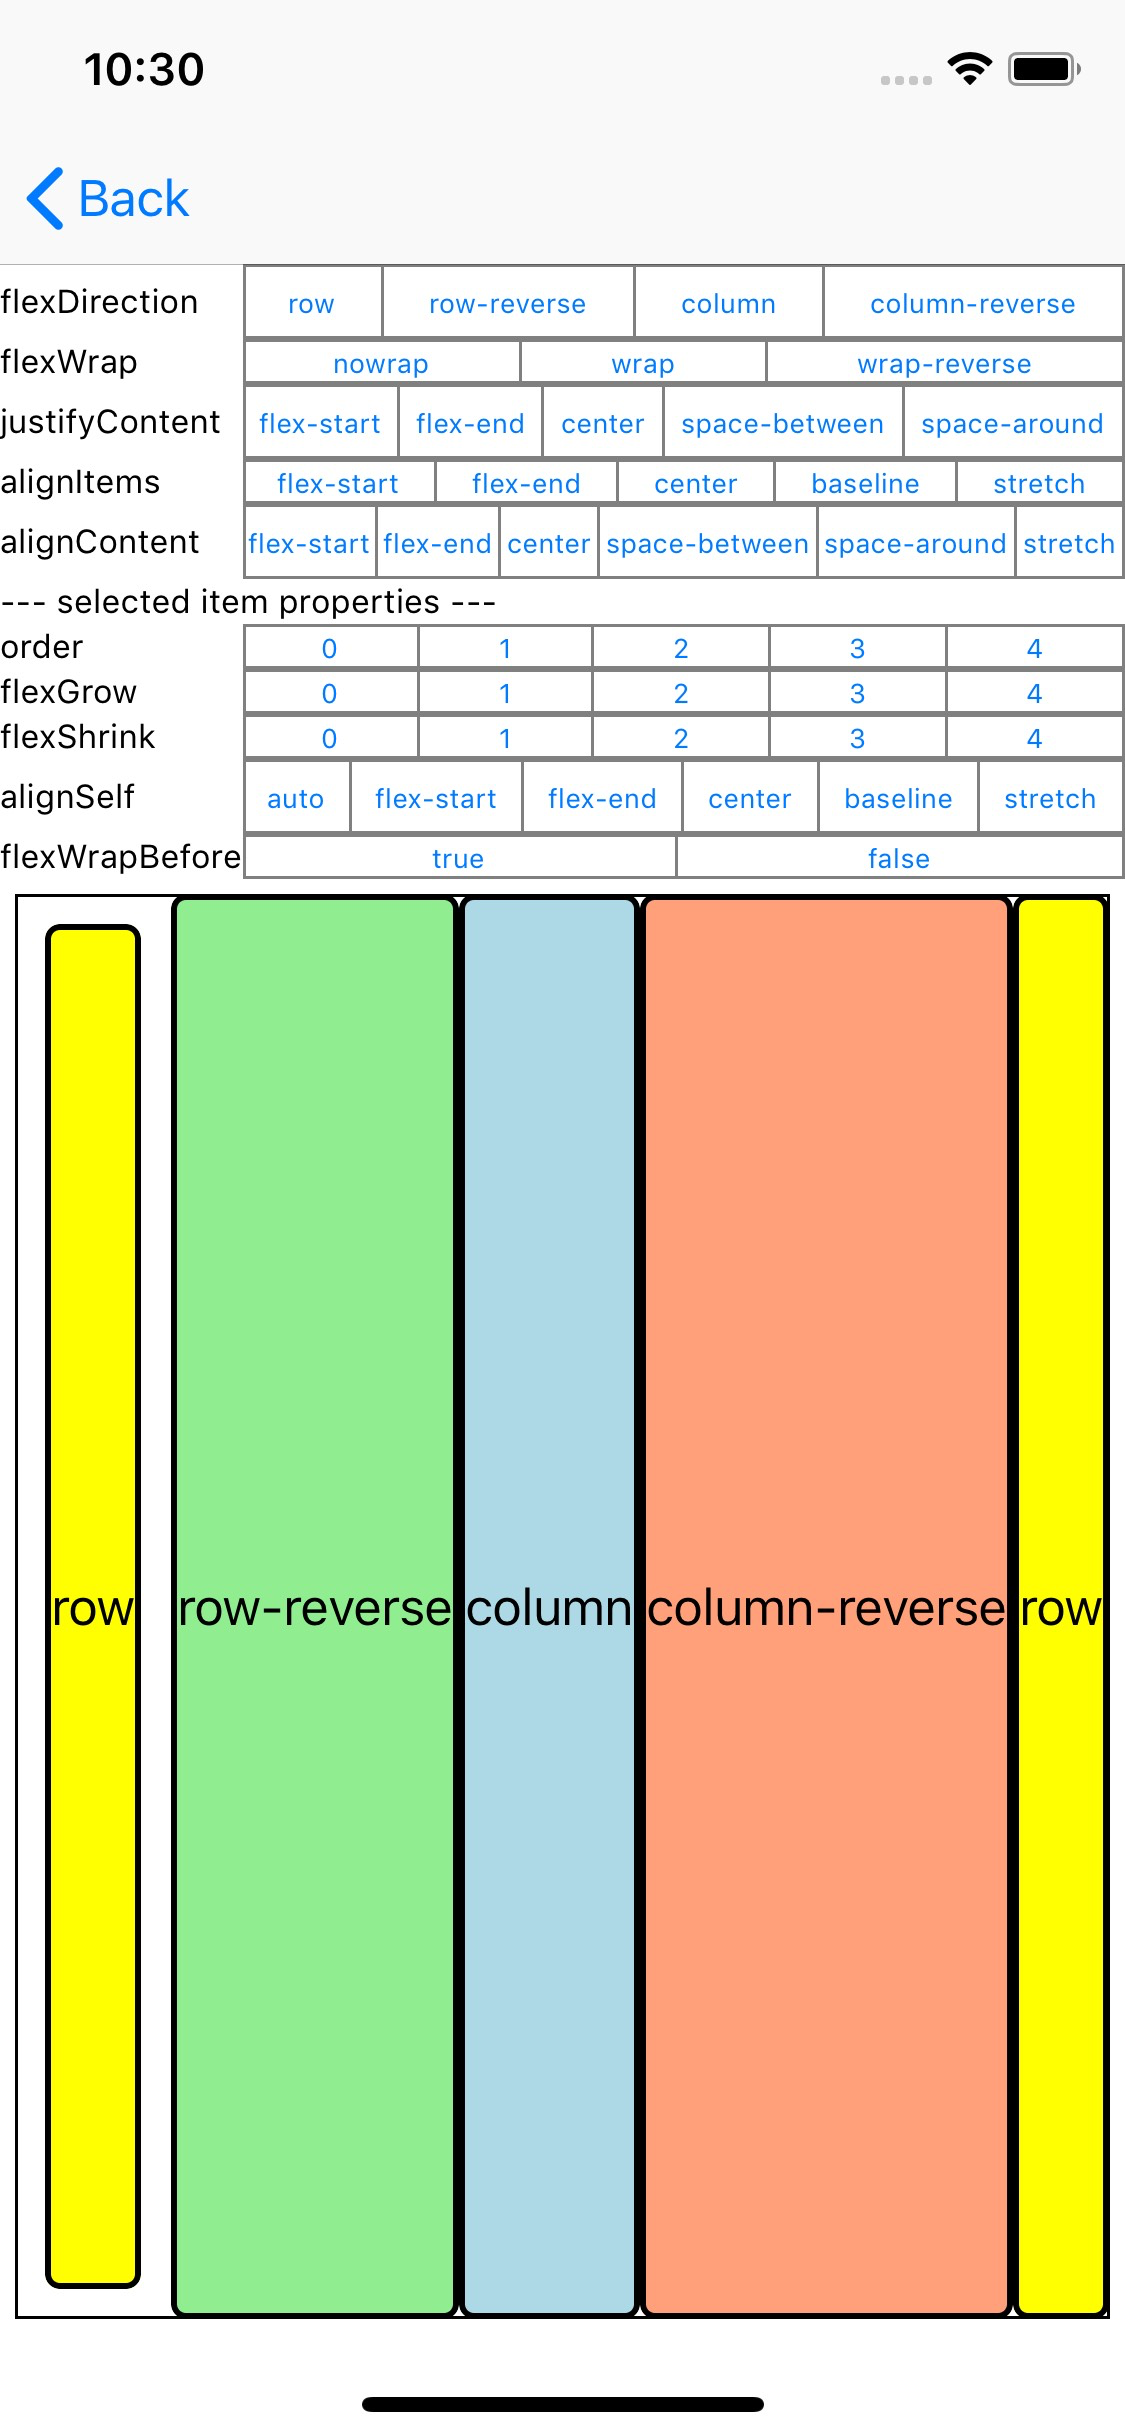 10:30
Back
flexDirection row row-reverse column column-reverse
flexWrap nowrap wrap wrap-reverse
justifyContent flex-start flex-end center space-between space-around
alignItems flex-start flex-end center baseline stretch
alignContent flex-start flex-end center space-between space-around stretch
--- selected item properties ---
order 0 1 2 3 4
flexGrow 0 1 2 3 4
flexShrink 0 1 2 3 4
alignSelf auto flex-start flex-end center baseline stretch
flexWrapBefore true false
row row-reverse column column-reverse row